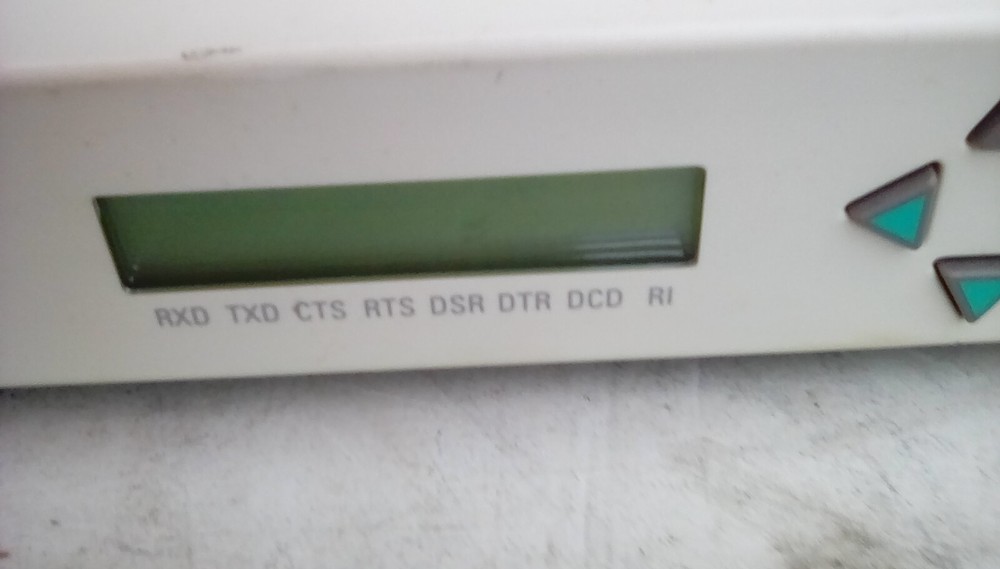 RXD TXD CTS RTS DSR DTR DCD RI